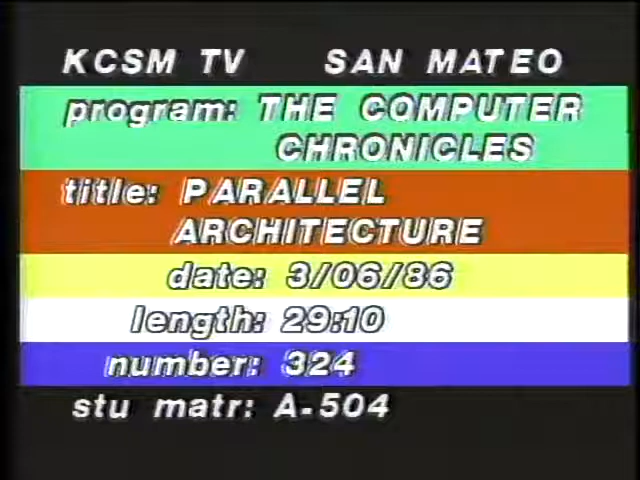 KCSM TV SAN MATEO
program: THE COMPUTER
CHRONICLES
title: PARALLEL
ARCHITECTURE
date: 3/06/86
length: 29:10
number: 324
stu matr: A-504